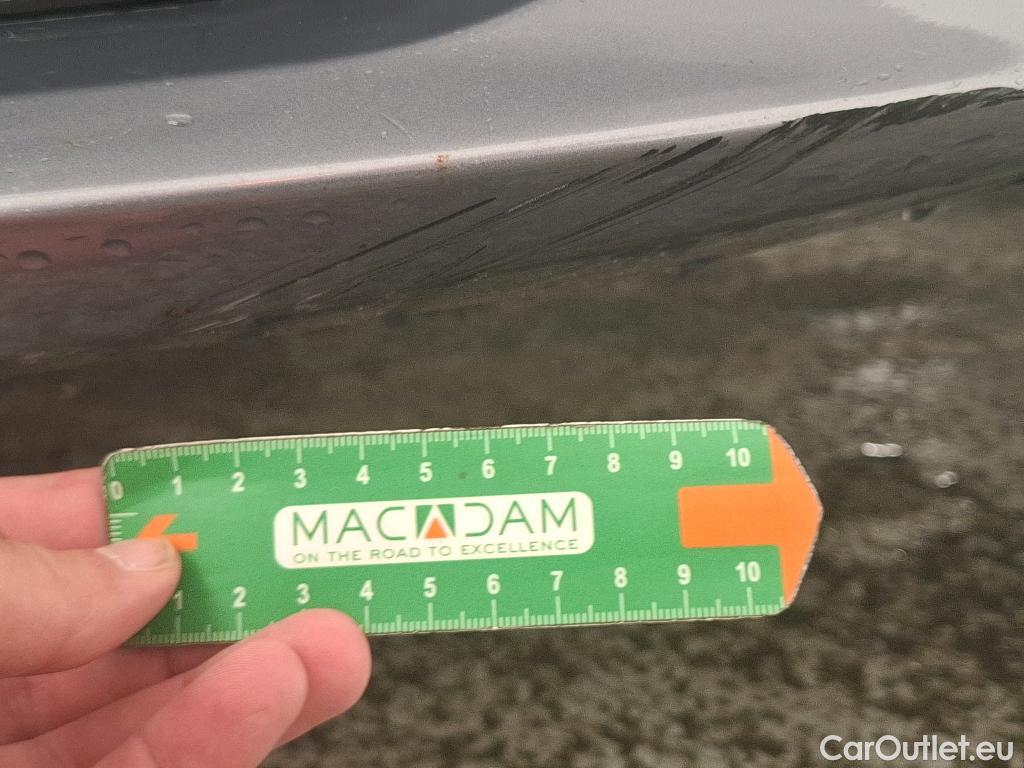 0 1 2 3 4 5 6 7 8 9 10
MACADAM
ON THE ROAD TO EXCELLENCE
1 2 3 4 5 6 7 8 9 10
CarOutlet.eu